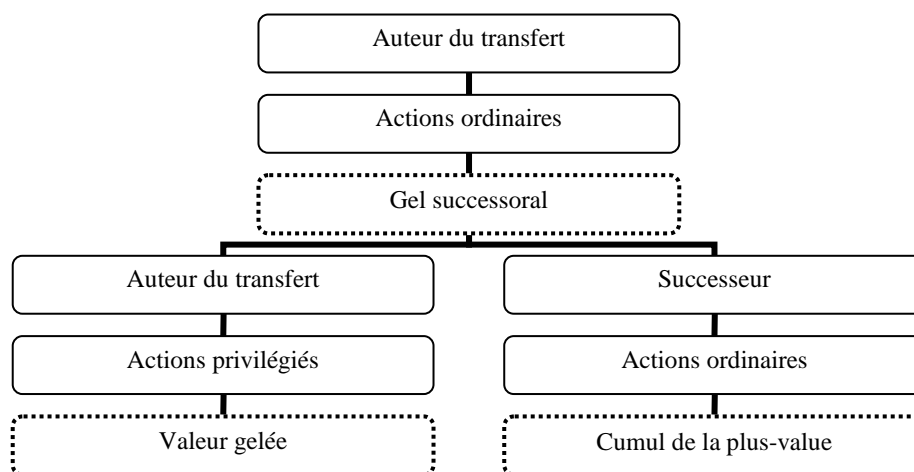 Auteur du transfert
Actions ordinaires
Gel successoral
Auteur du transfert
Successeur
Actions privilégiés
Actions ordinaires
Valeur gelée
Cumul de la plus-value